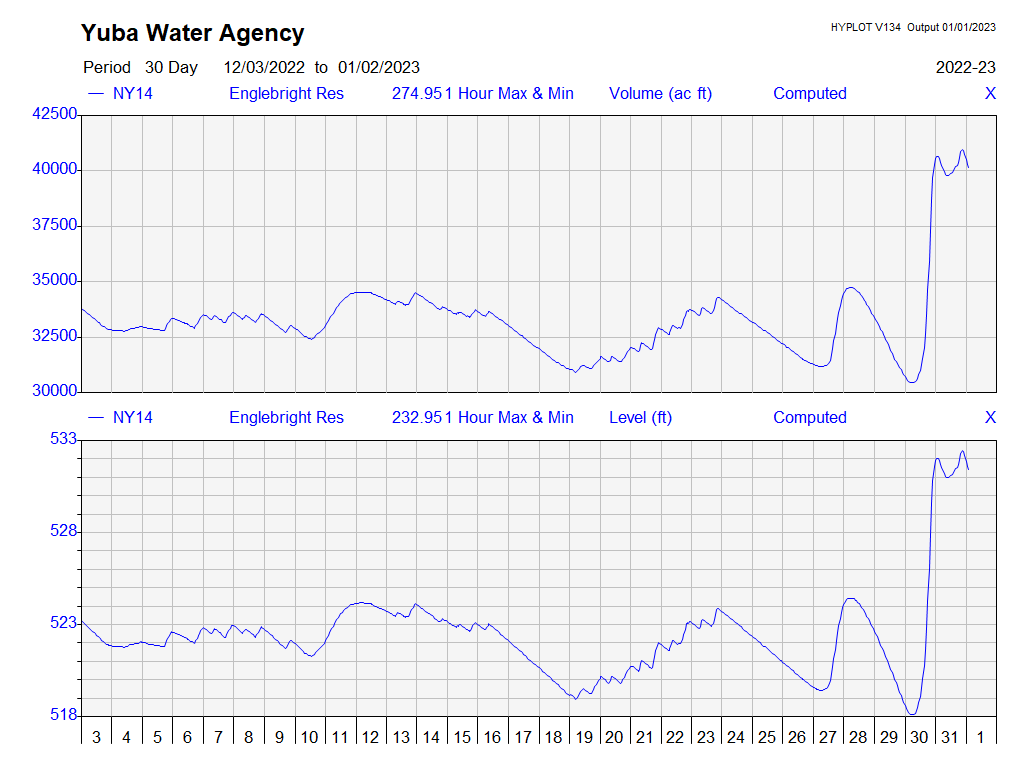 Yuba Water Agency
HYPLOT V134 Output 01/01/2023
Period 30 Day 12/03/2022 to 01/02/2023 2022-23
NY14 Englebright Res 274.951 Hour Max & Min Volume (ac ft) Computed X
42500
40000
37500
35000
32500
30000
NY14 Englebright Res 232.951 Hour Max & Min Level (ft) Computed X
533
528
523
518
3 4 5 6 7 8 9 10 11 12 13 14 15 16 17 18 19 20 21 22 23 24 25 26 27 28 29 30 31 1